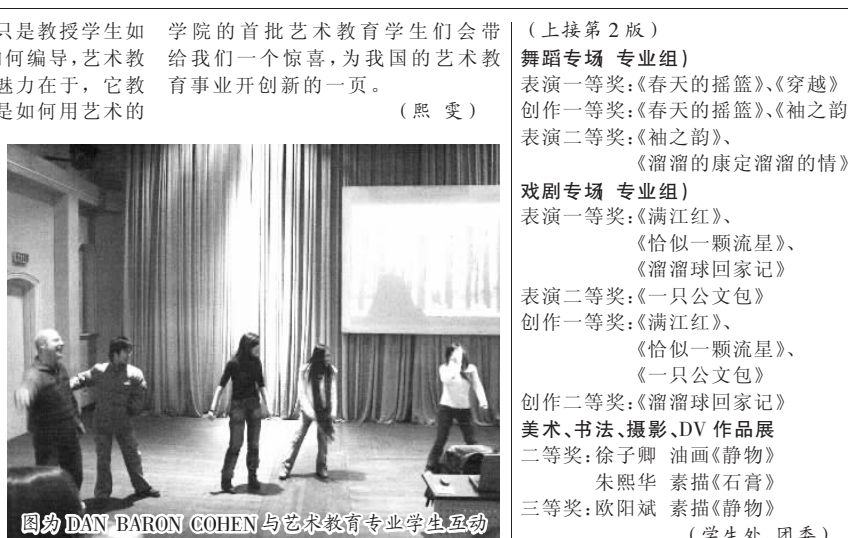 只是教授学生如
何编导,艺术教
魅力在于，它教
是如何用艺术的
学院的首批艺术教育学生们会带
给我们一个惊喜,为我国的艺术教
育事业开创新的一页。
(熙 雯)
图为 DAN BARON COHEN 与艺术教育专业学生互动
(上接第 2 版)
舞蹈专场 专业组)
表演一等奖:《春天的摇篮》、《穿越》
创作一等奖:《春天的摇篮》、《袖之韵
表演二等奖:《袖之韵》、
《溜溜的康定溜溜的情》
戏剧专场 专业组)
表演一等奖:《满江红》、
《恰似一颗流星》、
《溜溜球回家记》
表演二等奖:《一只公文包》
创作一等奖:《满江红》、
《恰似一颗流星》、
《一只公文包》
创作二等奖:《溜溜球回家记》
美术、书法、摄影、DV 作品展
二等奖:徐子卿 油画《静物》
朱熙华 素描《石膏》
三等奖:欧阳斌 素描《静物》
(学生处 团委)